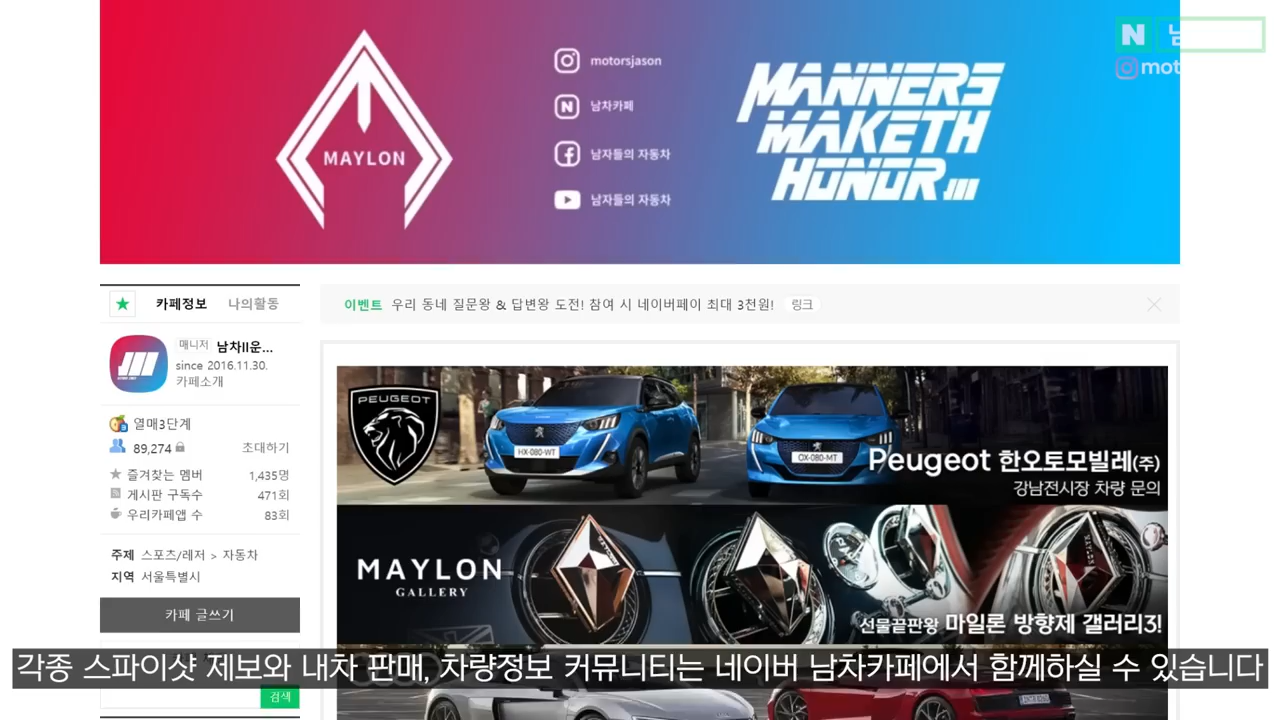 MAYLON
motorsjason
남차카페
남자들의 자동차
남자들의 자동차
MANNERS
MAKETH
HONOR
N
mot
카페정보 나의활동
매니저 남차II운...
since 2016.11.30.
카페소개
열매3단계
89,274 초대하기
즐겨찾는 멤버 1,435명
게시판 구독수 471회
우리카페앱 수 83회
주제 스포츠/레저 > 자동차
지역 서울특별시
카페 글쓰기
검색
이벤트 우리 동네 질문왕 & 답변왕 도전! 참여 시 네이버페이 최대 3천원! 링크
PEUGEOT
HX-080-WT
OX-080-MT
Peugeot 한오토모빌레(주)
강남전시장 차량 문의
MAYLON
GALLERY
선물끝판왕 마일론 방향제 갤러리3!
각종 스파이샷 제보와 내차 판매, 차량정보 커뮤니티는 네이버 남차카페에서 함께하실 수 있습니다